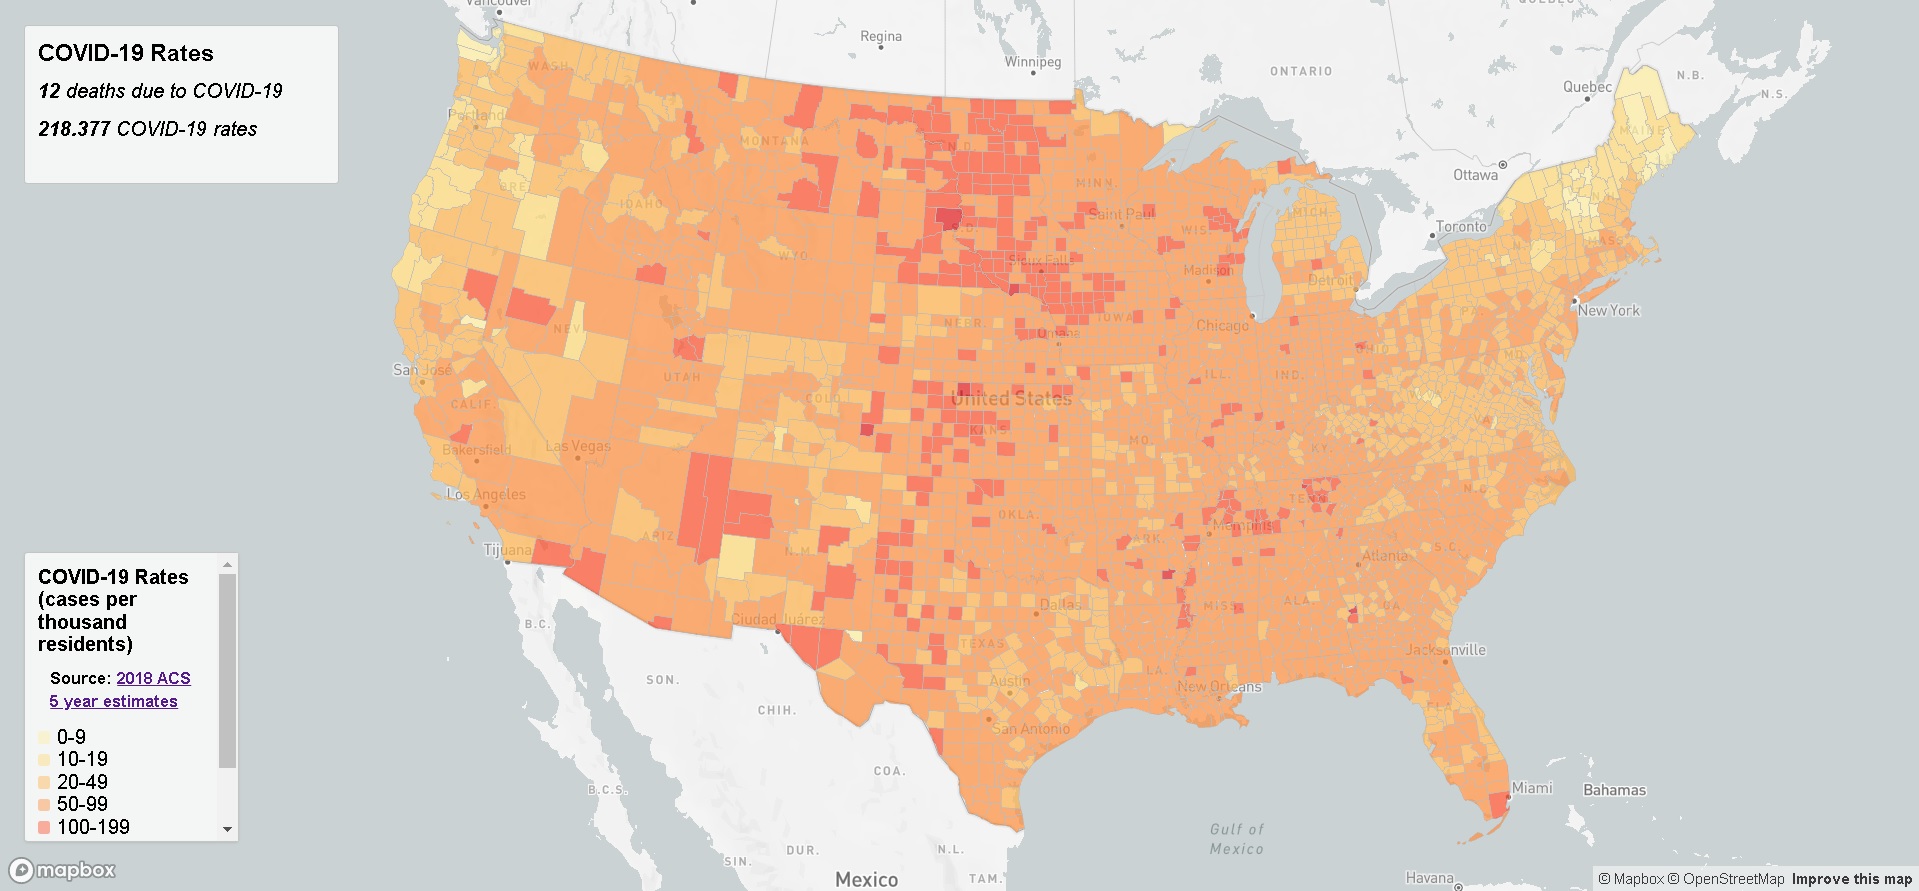 COVID-19 Rates
12 deaths due to COVID-19
218.377 COVID-19 rates
COVID-19 Rates
(cases per
thousand
residents)
Source: 2018 ACS
5 year estimates
0-9
10-19
20-49
50-99
100-199
mapbox
Vancouver
Regina
Winnipeg
ONTARIO
Quebec
N.B.
N.S.
MAINE
Ottawa
Toronto
WASH.
Portland
MONTANA
N.D.
MINN.
Saint Paul
WIS.
MICH.
ORE.
IDAHO
WYO.
S.D.
Sioux Falls
Madison
Detroit
MASS.
New York
NEV.
NEBR.
IOWA
Omaha
Chicago
PA.
OHIO
MD.
San José
CALIF.
UTAH
COLO.
United States
KANS.
MO.
ILL.
IND.
KY.
VA.
Bakersfield
Las Vegas
Los Angeles
Tijuana
ARIZ.
N.M.
OKLA.
ARK.
TENN.
Memphis
N.C.
S.C.
Atlanta
B.C.
Ciudad Juárez
Dallas
TEXAS
MISS.
ALA.
GA.
LA.
Jacksonville
SON.
CHIH.
Austin
San Antonio
New Orleans
FLA.
COA.
B.C.S.
Miami
Bahamas
Gulf of
Mexico
SIN.
DUR.
N.L.
TAM.
Mexico
Havana
© Mapbox © OpenStreetMap Improve this map